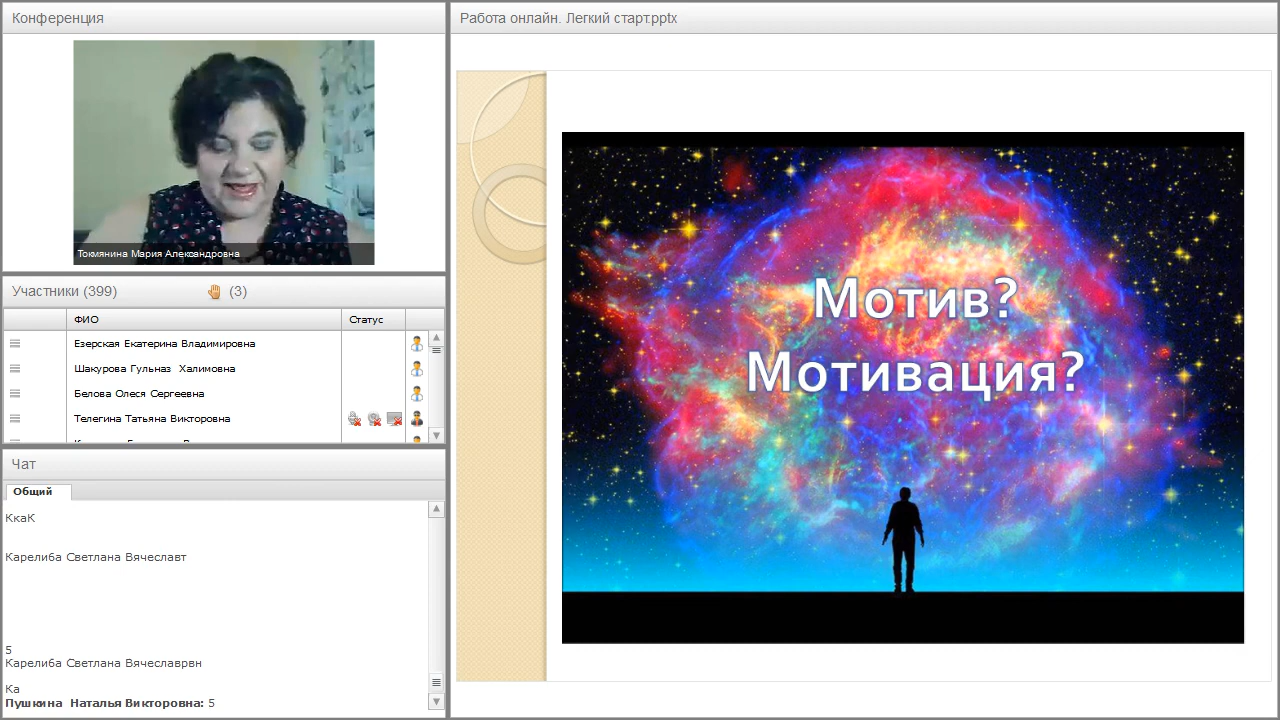 Конференция
Токмянина Мария Александровна
Участники (399) (3)
ФИО Статус
Езерская Екатерина Владимировна
Шакурова Гульназ Халимовна
Белова Олеся Сергеевна
Телегина Татьяна Викторовна
Чат
Общий
КкаК
Карелиба Светлана Вячеславт
5
Карелиба Светлана Вячеславрвн
Ка
Пушкина Наталья Викторовна: 5
Работа онлайн. Легкий старт.pptx
Мотив?
Мотивация?